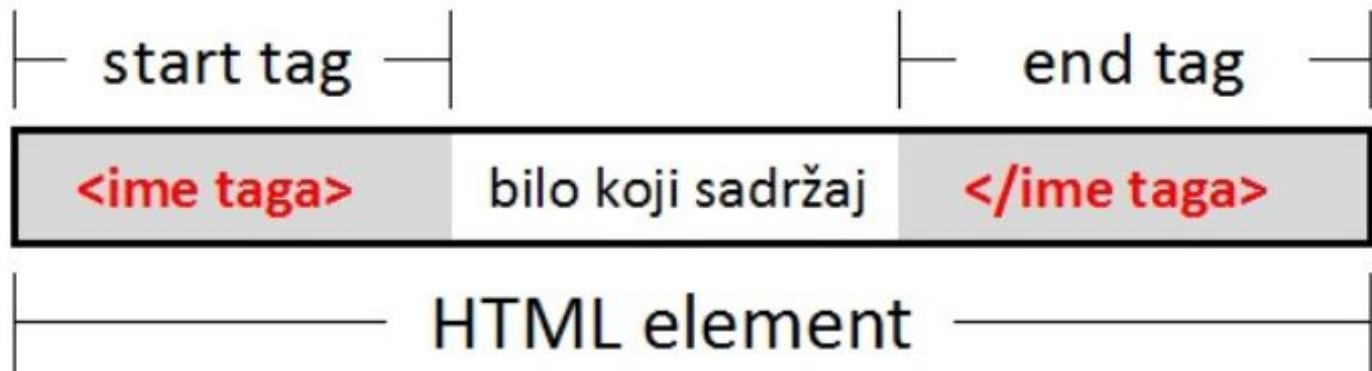 start tag end tag
<ime taga> bilo koji sadržaj </ime taga>
HTML element